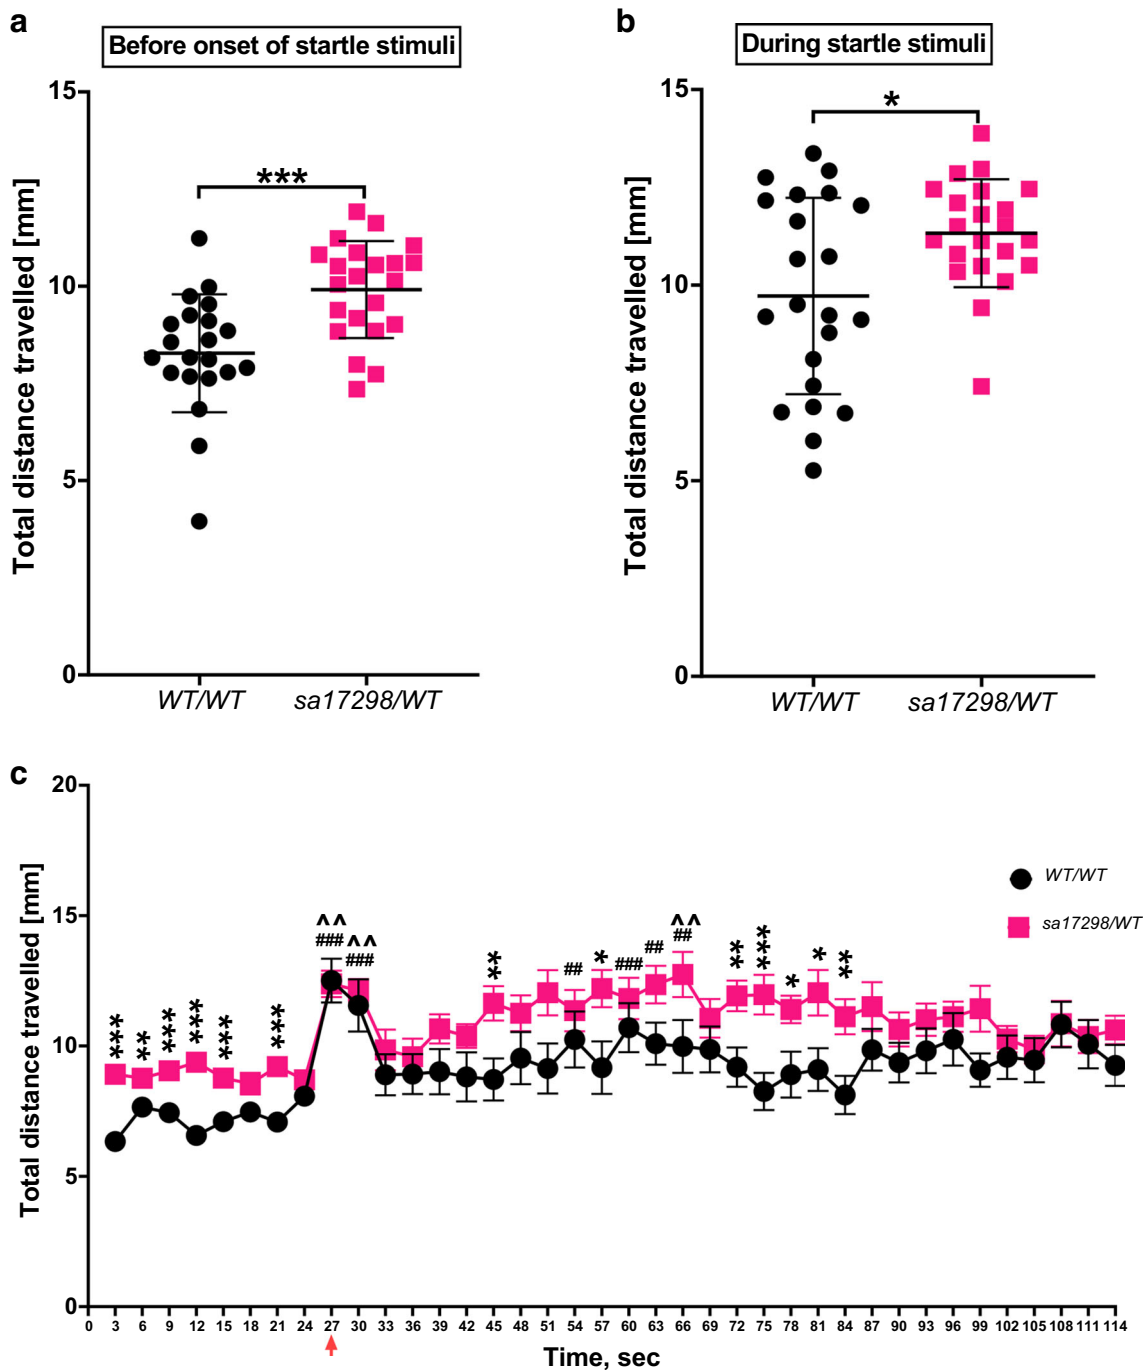 a
Before onset of startle stimuli
15
10
5
0
Total distance travelled [mm]
***
WT/WT
sa17298/WT
b
During startle stimuli
15
10
5
0
Total distance travelled [mm]
*
WT/WT
sa17298/WT
c
20
15
10
5
0
Total distance travelled [mm]
WT/WT
sa17298/WT
*** ** *** *** *** *** ^^ ### ^^ ### ** ## * ### ## ^^ ## ** *** * * **
0 3 6 9 12 15 18 21 24 27 30 33 36 39 42 45 48 51 54 57 60 63 66 69 72 75 78 81 84 87 90 93 96 99 102 105 108 111 114
Time, sec